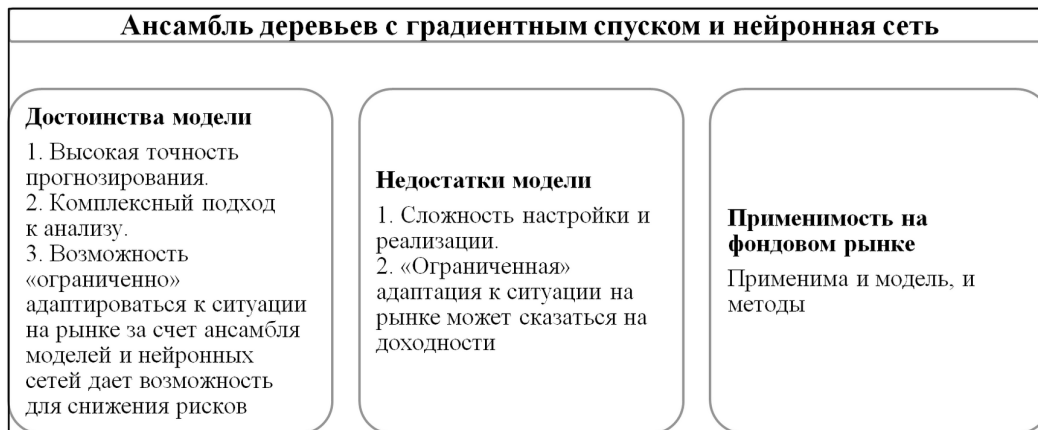 Ансамбль деревьев с градиентным спуском и нейронная сеть
Достоинства модели
1. Высокая точность
прогнозирования.
2. Комплексный подход
к анализу.
3. Возможность
«ограниченно»
адаптироваться к ситуации
на рынке за счет ансамбля
моделей и нейронных
сетей дает возможность
для снижения рисков
Недостатки модели
1. Сложность настройки и
реализации.
2. «Ограниченная»
адаптация к ситуации на
рынке может сказаться на
доходности
Применимость на
фондовом рынке
Применима и модель, и
методы